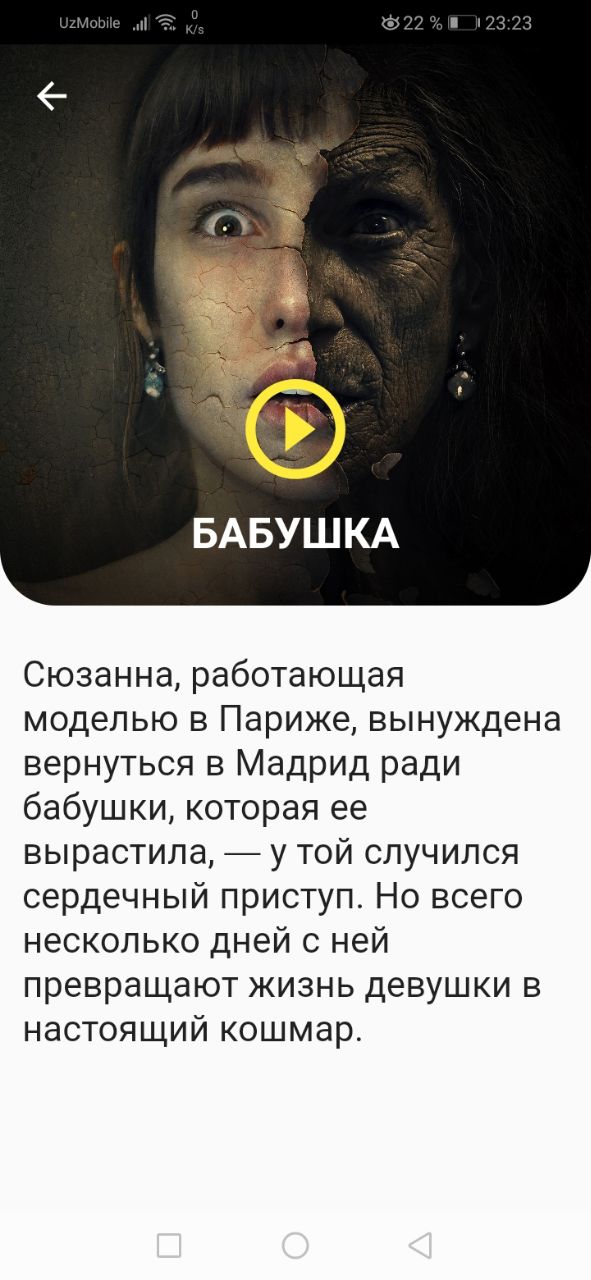 UzMobile 0 K/s 22 % 23:23
БАБУШКА
Сюзанна, работающая
моделью в Париже, вынуждена
вернуться в Мадрид ради
бабушки, которая ее
вырастила, — у той случился
сердечный приступ. Но всего
несколько дней с ней
превращают жизнь девушки в
настоящий кошмар.